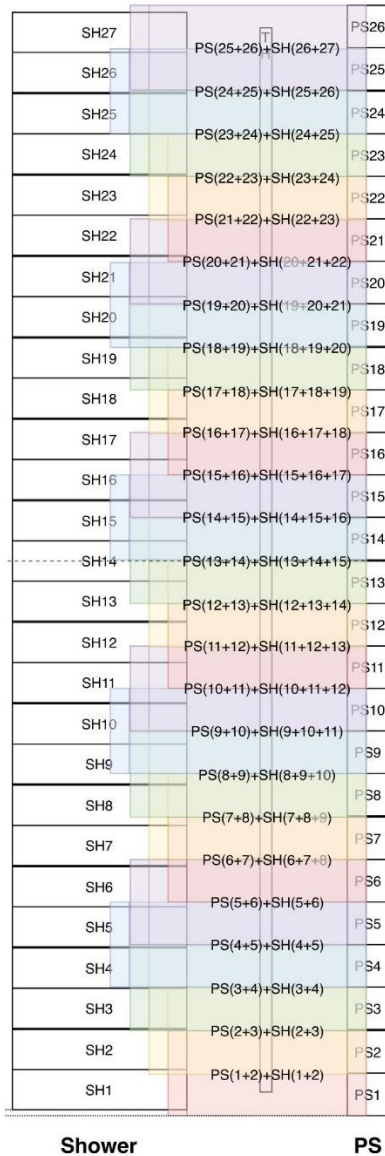 SH27
SH26
SH25
SH24
SH23
SH22
SH21
SH20
SH19
SH18
SH17
SH16
SH15
SH14
SH13
SH12
SH11
SH10
SH9
SH8
SH7
SH6
SH5
SH4
SH3
SH2
SH1
PS(25+26)+SH(26+27)
PS(24+25)+SH(25+26)
PS(23+24)+SH(24+25)
PS(22+23)+SH(23+24)
PS(21+22)+SH(22+23)
PS(20+21)+SH(20+21+22)
PS(19+20)+SH(19+20+21)
PS(18+19)+SH(18+19+20)
PS(17+18)+SH(17+18+19)
PS(16+17)+SH(16+17+18)
PS(15+16)+SH(15+16+17)
PS(14+15)+SH(14+15+16)
PS(13+14)+SH(13+14+15)
PS(12+13)+SH(12+13+14)
PS(11+12)+SH(11+12+13)
PS(10+11)+SH(10+11+12)
PS(9+10)+SH(9+10+11)
PS(8+9)+SH(8+9+10)
PS(7+8)+SH(7+8+9)
PS(6+7)+SH(6+7+8)
PS(5+6)+SH(5+6)
PS(4+5)+SH(4+5)
PS(3+4)+SH(3+4)
PS(2+3)+SH(2+3)
PS(1+2)+SH(1+2)
PS26
PS25
PS24
PS23
PS22
PS21
PS20
PS19
PS18
PS17
PS16
PS15
PS14
PS13
PS12
PS11
PS10
PS9
PS8
PS7
PS6
PS5
PS4
PS3
PS2
PS1
Shower
PS